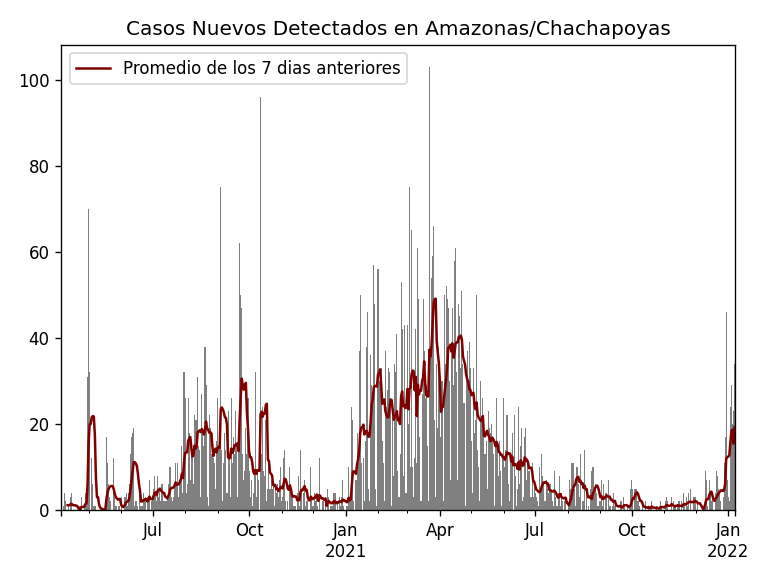 Casos Nuevos Detectados en Amazonas/Chachapoyas
Promedio de los 7 dias anteriores
100
80
60
40
20
0
Jul Oct Jan Apr Jul Oct Jan
2021 2022